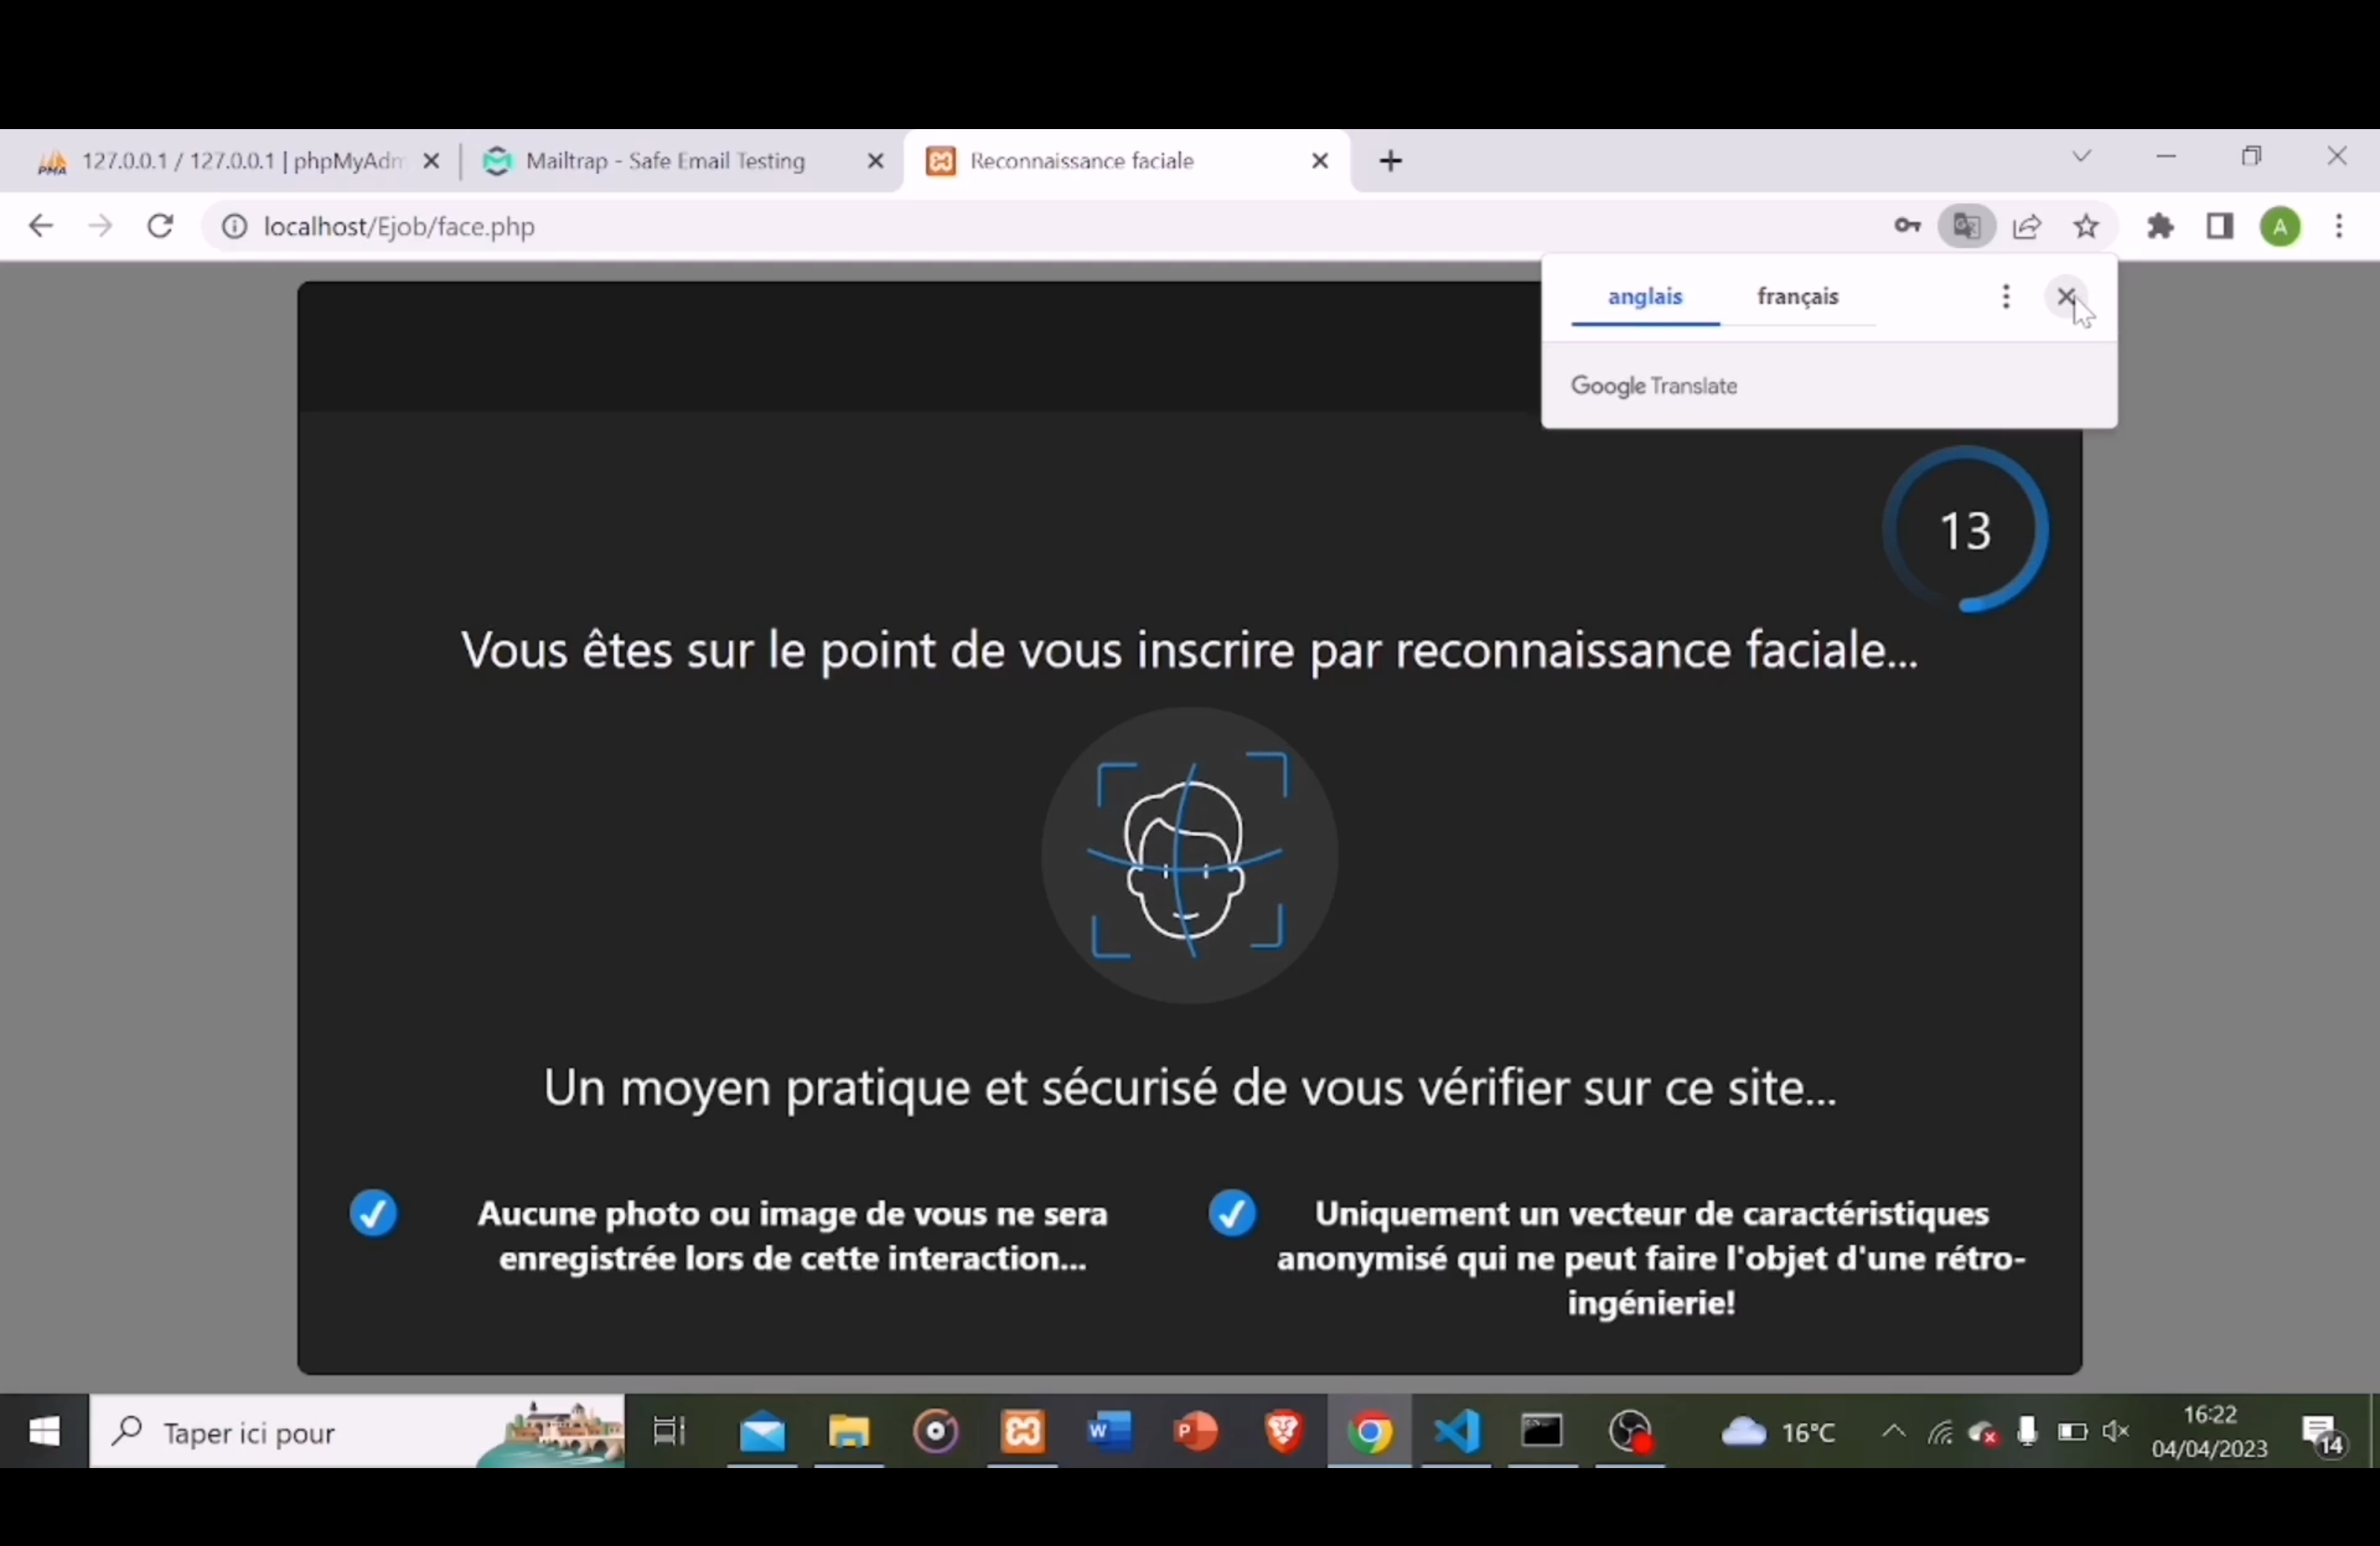 127.0.0.1 / 127.0.0.1 | phpMyAdm
Mailtrap - Safe Email Testing
Reconnaissance faciale
localhost/Ejob/face.php
A
anglais
français
Google Translate
13
Vous êtes sur le point de vous inscrire par reconnaissance faciale...
Un moyen pratique et sécurisé de vous vérifier sur ce site...
Aucune photo ou image de vous ne sera
enregistrée lors de cette interaction...
Uniquement un vecteur de caractéristiques
anonymisé qui ne peut faire l'objet d'une rétro-
ingénierie!
Taper ici pour
16°C
16:22
04/04/2023
14